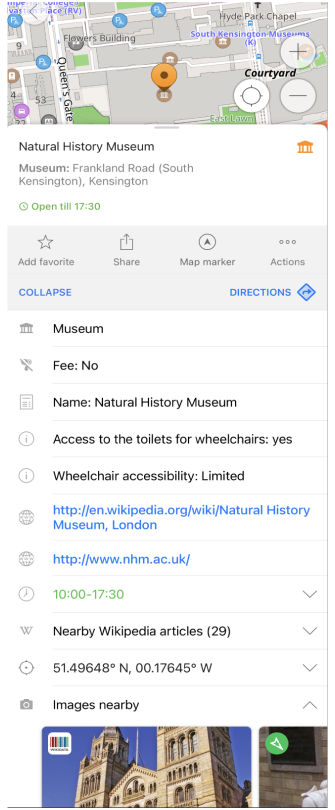 Imperial College
vast Place (RV)
Hyde Park Chapel
Flowers Building
South Kensington Museums
(K)
9
Queen's Gate
Courtyard
4
53
East Lawn
Natural History Museum
Museum: Frankland Road (South
Kensington), Kensington
Open till 17:30
Add favorite
Share
Map marker
Actions
COLLAPSE
DIRECTIONS
Museum
Fee: No
Name: Natural History Museum
Access to the toilets for wheelchairs: yes
Wheelchair accessibility: Limited
http://en.wikipedia.org/wiki/Natural History
Museum, London
http://www.nhm.ac.uk/
10:00-17:30
W Nearby Wikipedia articles (29)
51.49648° N, 00.17645° W
Images nearby
WIKIDATA